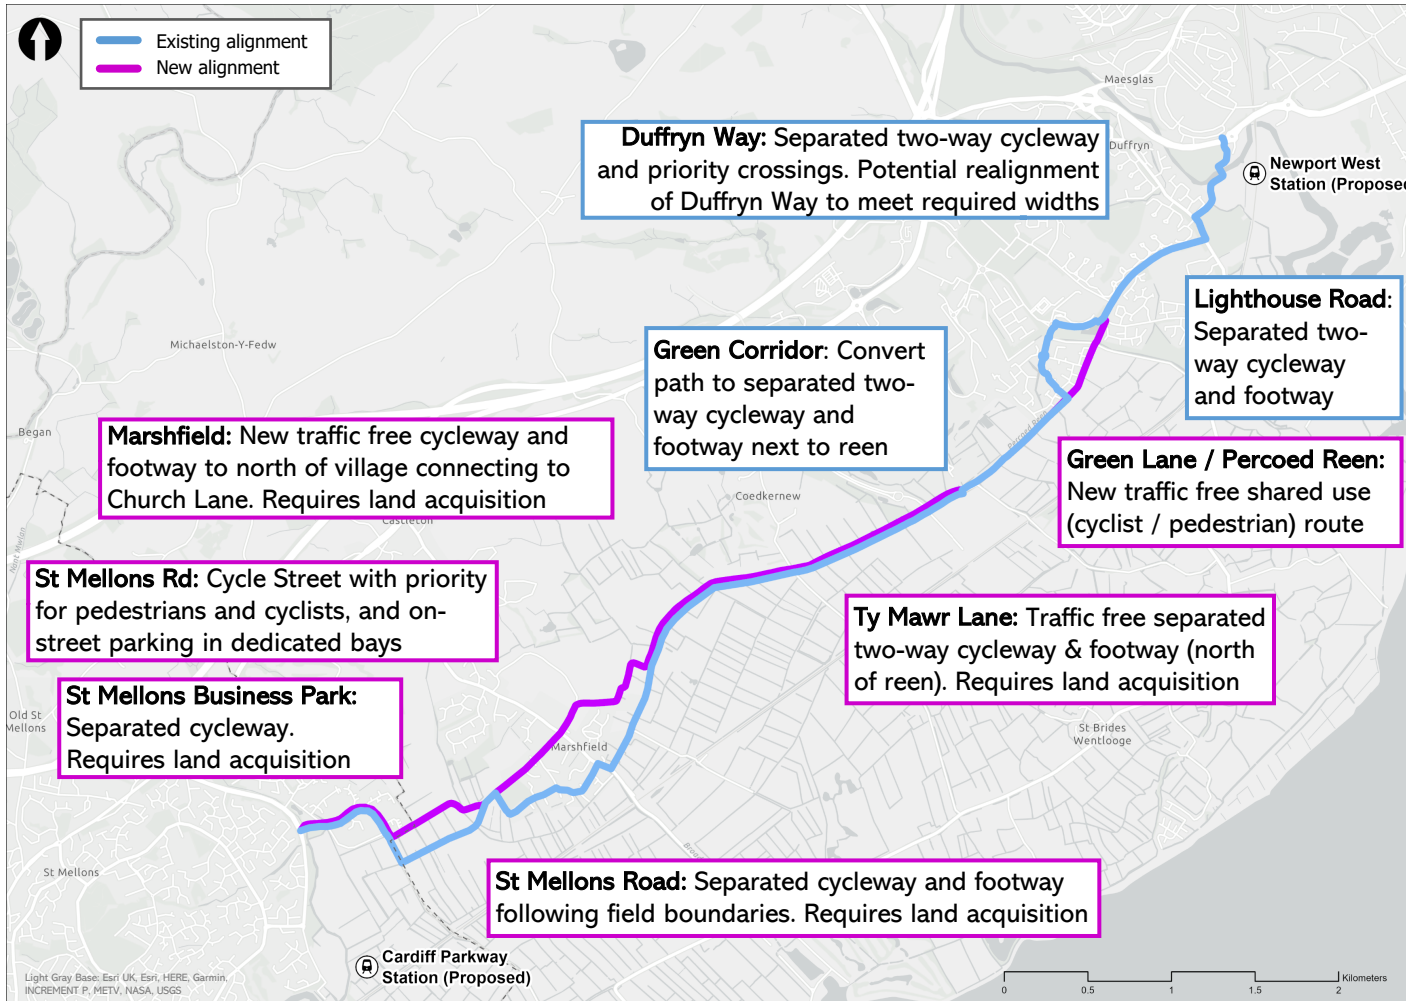 Existing alignment
New alignment
Maesglas
Duffryn Way: Separated two-way cycleway
and priority crossings. Potential realignment
of Duffryn Way to meet required widths
Duffryn
Newport West
Station (Proposed
Lighthouse Road:
Separated two-
way cycleway
and footway
Michaelston-Y-Fedw
Green Corridor: Convert
path to separated two-
way cycleway and
footway next to reen
Percoed Reen
Began
Marshfield: New traffic free cycleway and
footway to north of village connecting to
Church Lane. Requires land acquisition
Castleton
Green Lane / Percoed Reen:
New traffic free shared use
(cyclist / pedestrian) route
Coedkernew
Nant Mwlan
St Mellons Rd: Cycle Street with priority
for pedestrians and cyclists, and on-
street parking in dedicated bays
Ty Mawr Lane: Traffic free separated
two-way cycleway & footway (north
of reen). Requires land acquisition
St Mellons Business Park:
Separated cycleway.
Requires land acquisition
Old St
Mellons
St Brides
Wentlooge
Marshfield
St Mellons
St Mellons Road: Separated cycleway and footway
following field boundaries. Requires land acquisition
Cardiff Parkway
Station (Proposed)
Light Gray Base: Esri UK, Esri, HERE, Garmin,
INCREMENT P, METI, NASA, USGS
Kilometers
0 0.5 1 1.5 2